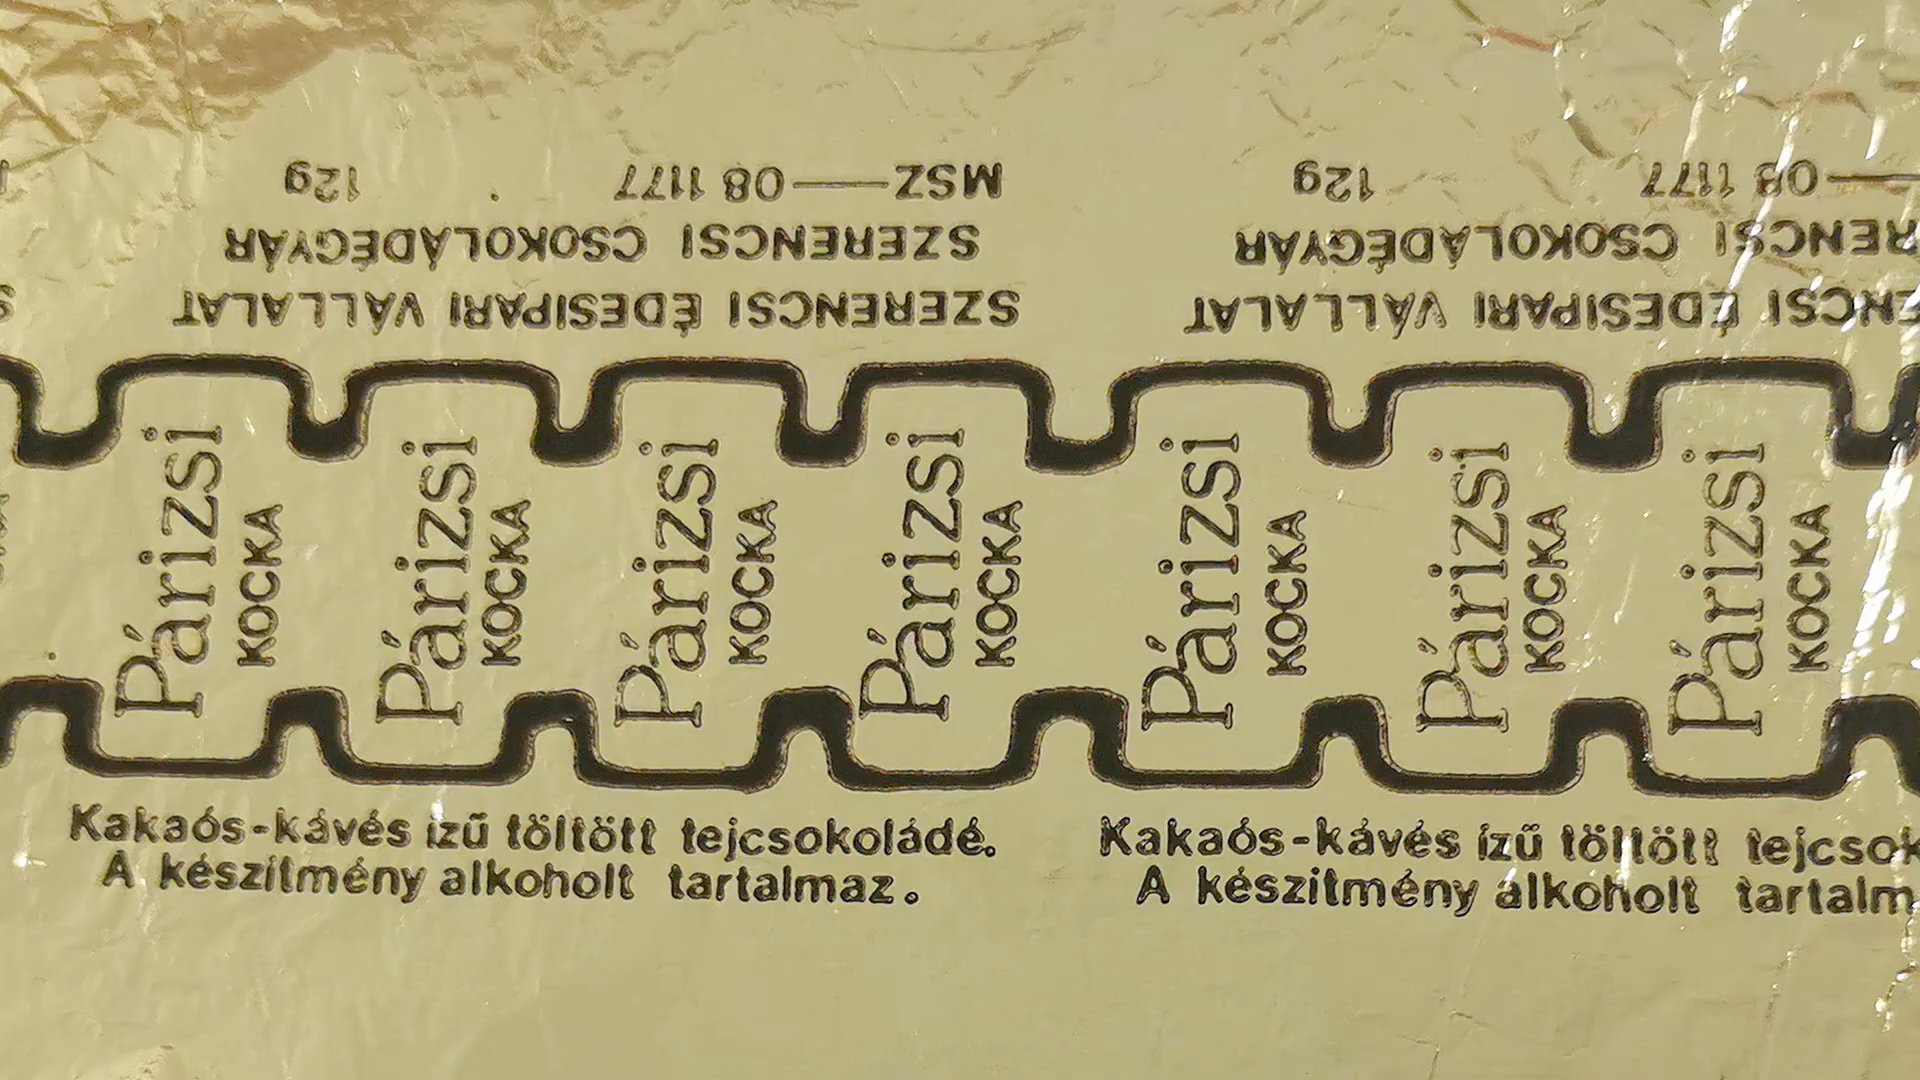 MSZ—08 1177 12g
SZERENCSI CSOKOLÁDÉGYÁR
SZERENCSI ÉDESIPARI VÁLLALAT
—08 1177 12g
RENCSI CSOKOLÁDÉGYÁR
ENCSI ÉDESIPARI VÁLLALAT
Párizsi
KOCKA
Párizsi
KOCKA
Párizsi
KOCKA
Párizsi
KOCKA
Párizsi
KOCKA
Párizsi
KOCKA
Párizsi
KOCKA
Kakaós-kávés ízű töltött tejcsokoládé.
A készítmény alkoholt tartalmaz.
Kakaós-kávés ízű töltött tejcsok
A készítmény alkoholt tartalm